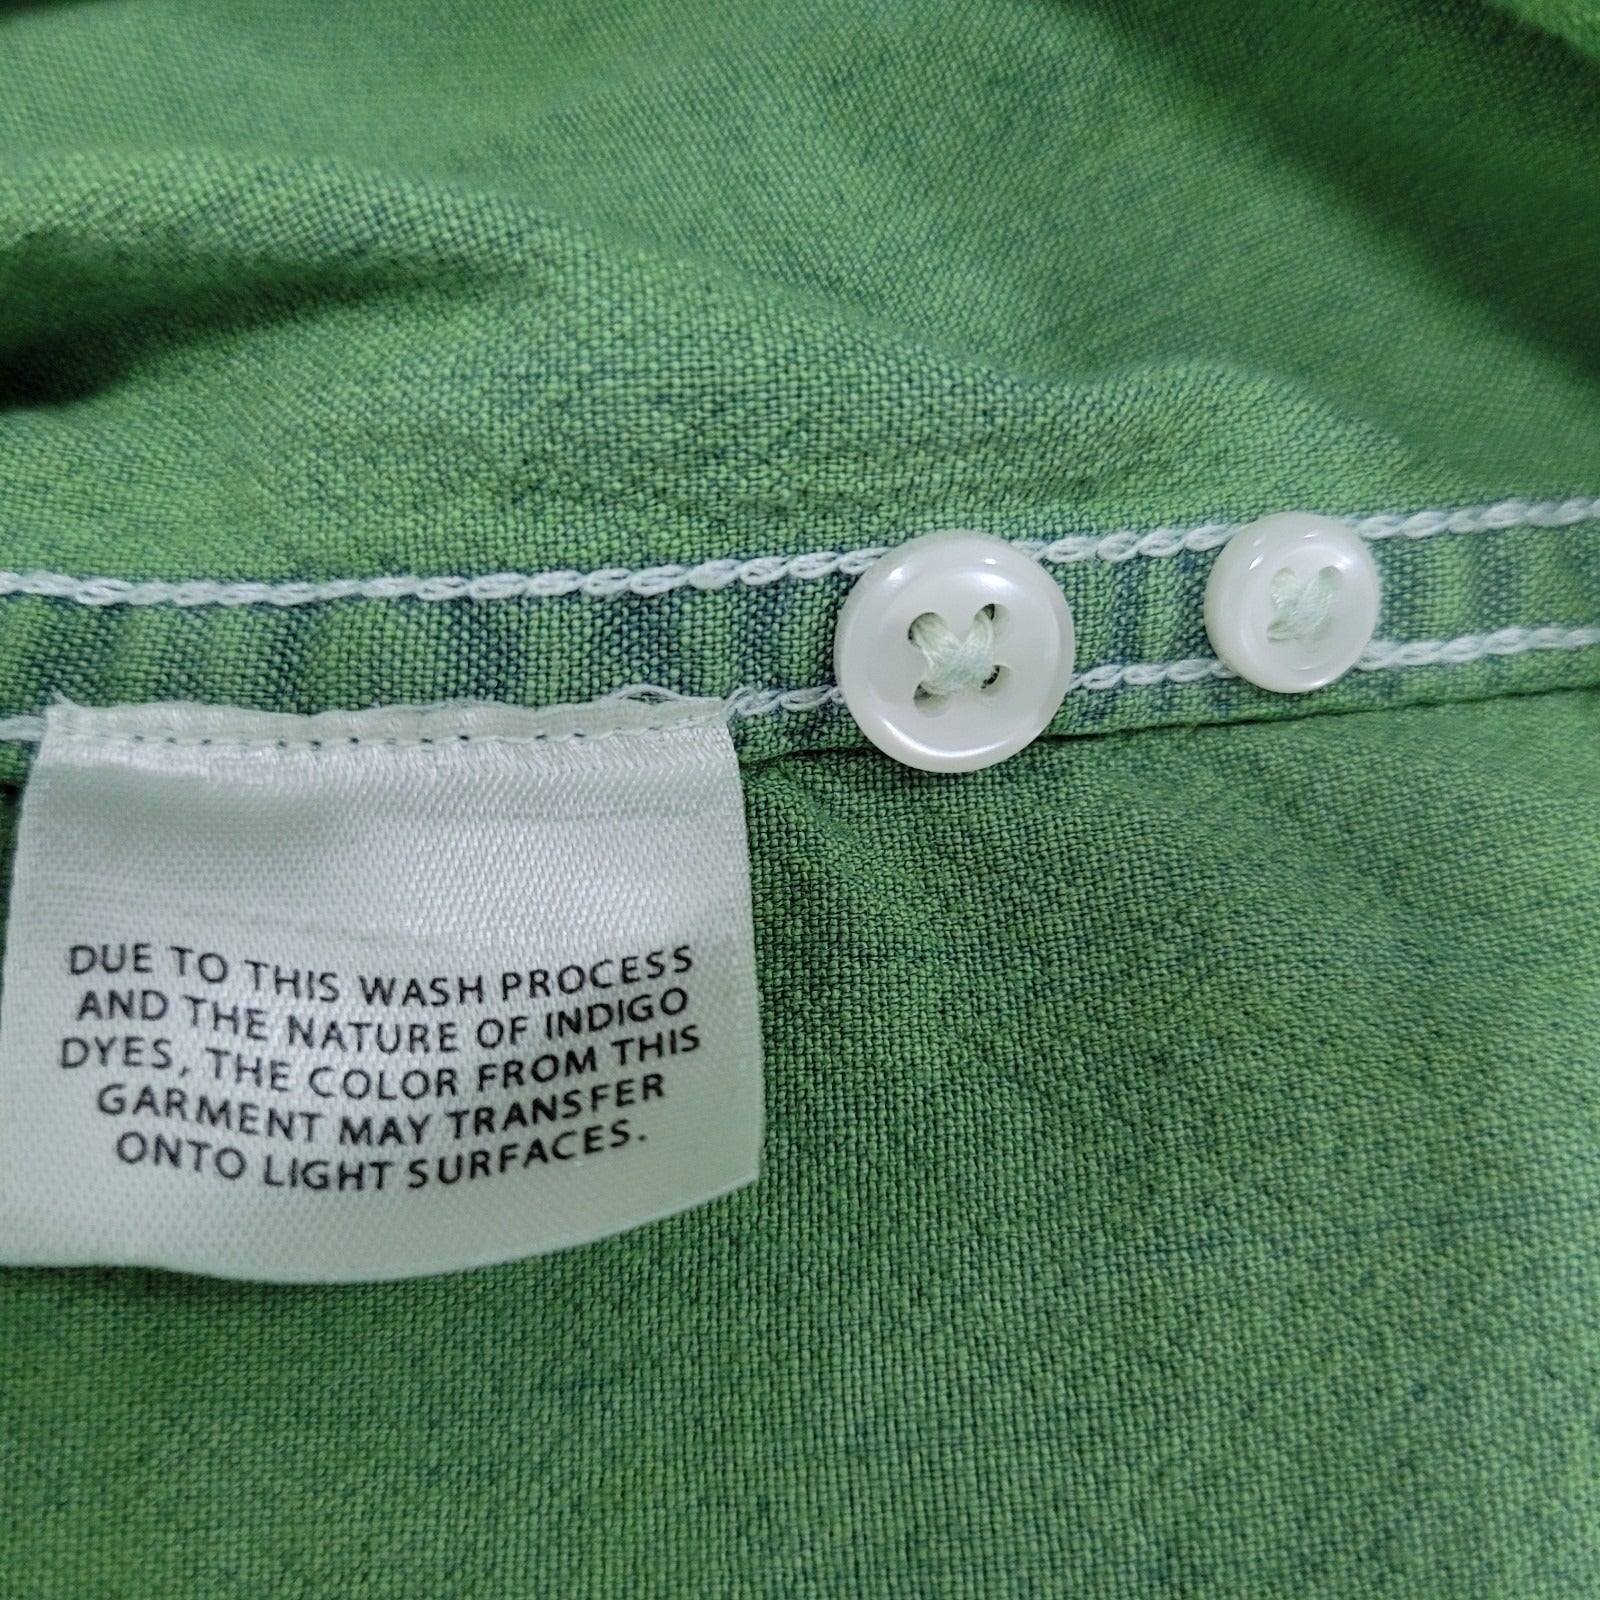 DUE TO THIS WASH PROCESS
AND THE NATURE OF INDIGO
DYES, THE COLOR FROM THIS
GARMENT MAY TRANSFER
ONTO LIGHT SURFACES.